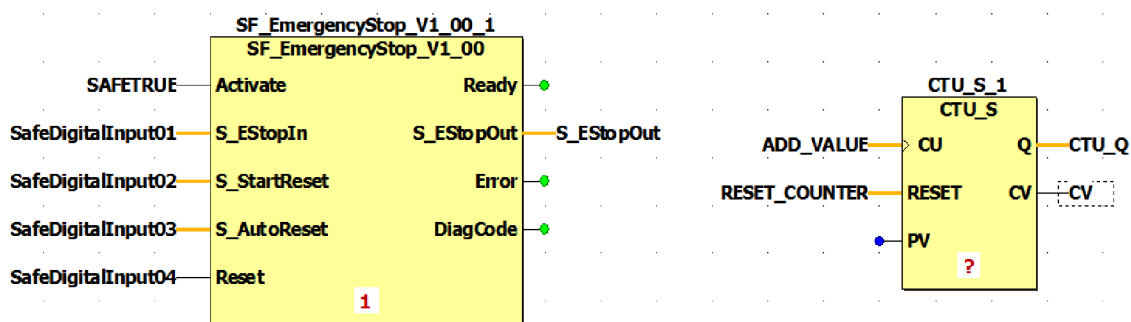 SF_EmergencyStop_V1_00_1
SF_EmergencyStop_V1_00
SAFETRUE Activate Ready
SafeDigitalInput01 S_EStopIn S_EStopOut S_EStopOut
SafeDigitalInput02 S_StartReset Error
SafeDigitalInput03 S_AutoReset DiagCode
SafeDigitalInput04 Reset
1
CTU_S_1
CTU_S
ADD_VALUE CU Q CTU_Q
RESET_COUNTER RESET CV CV
PV
?